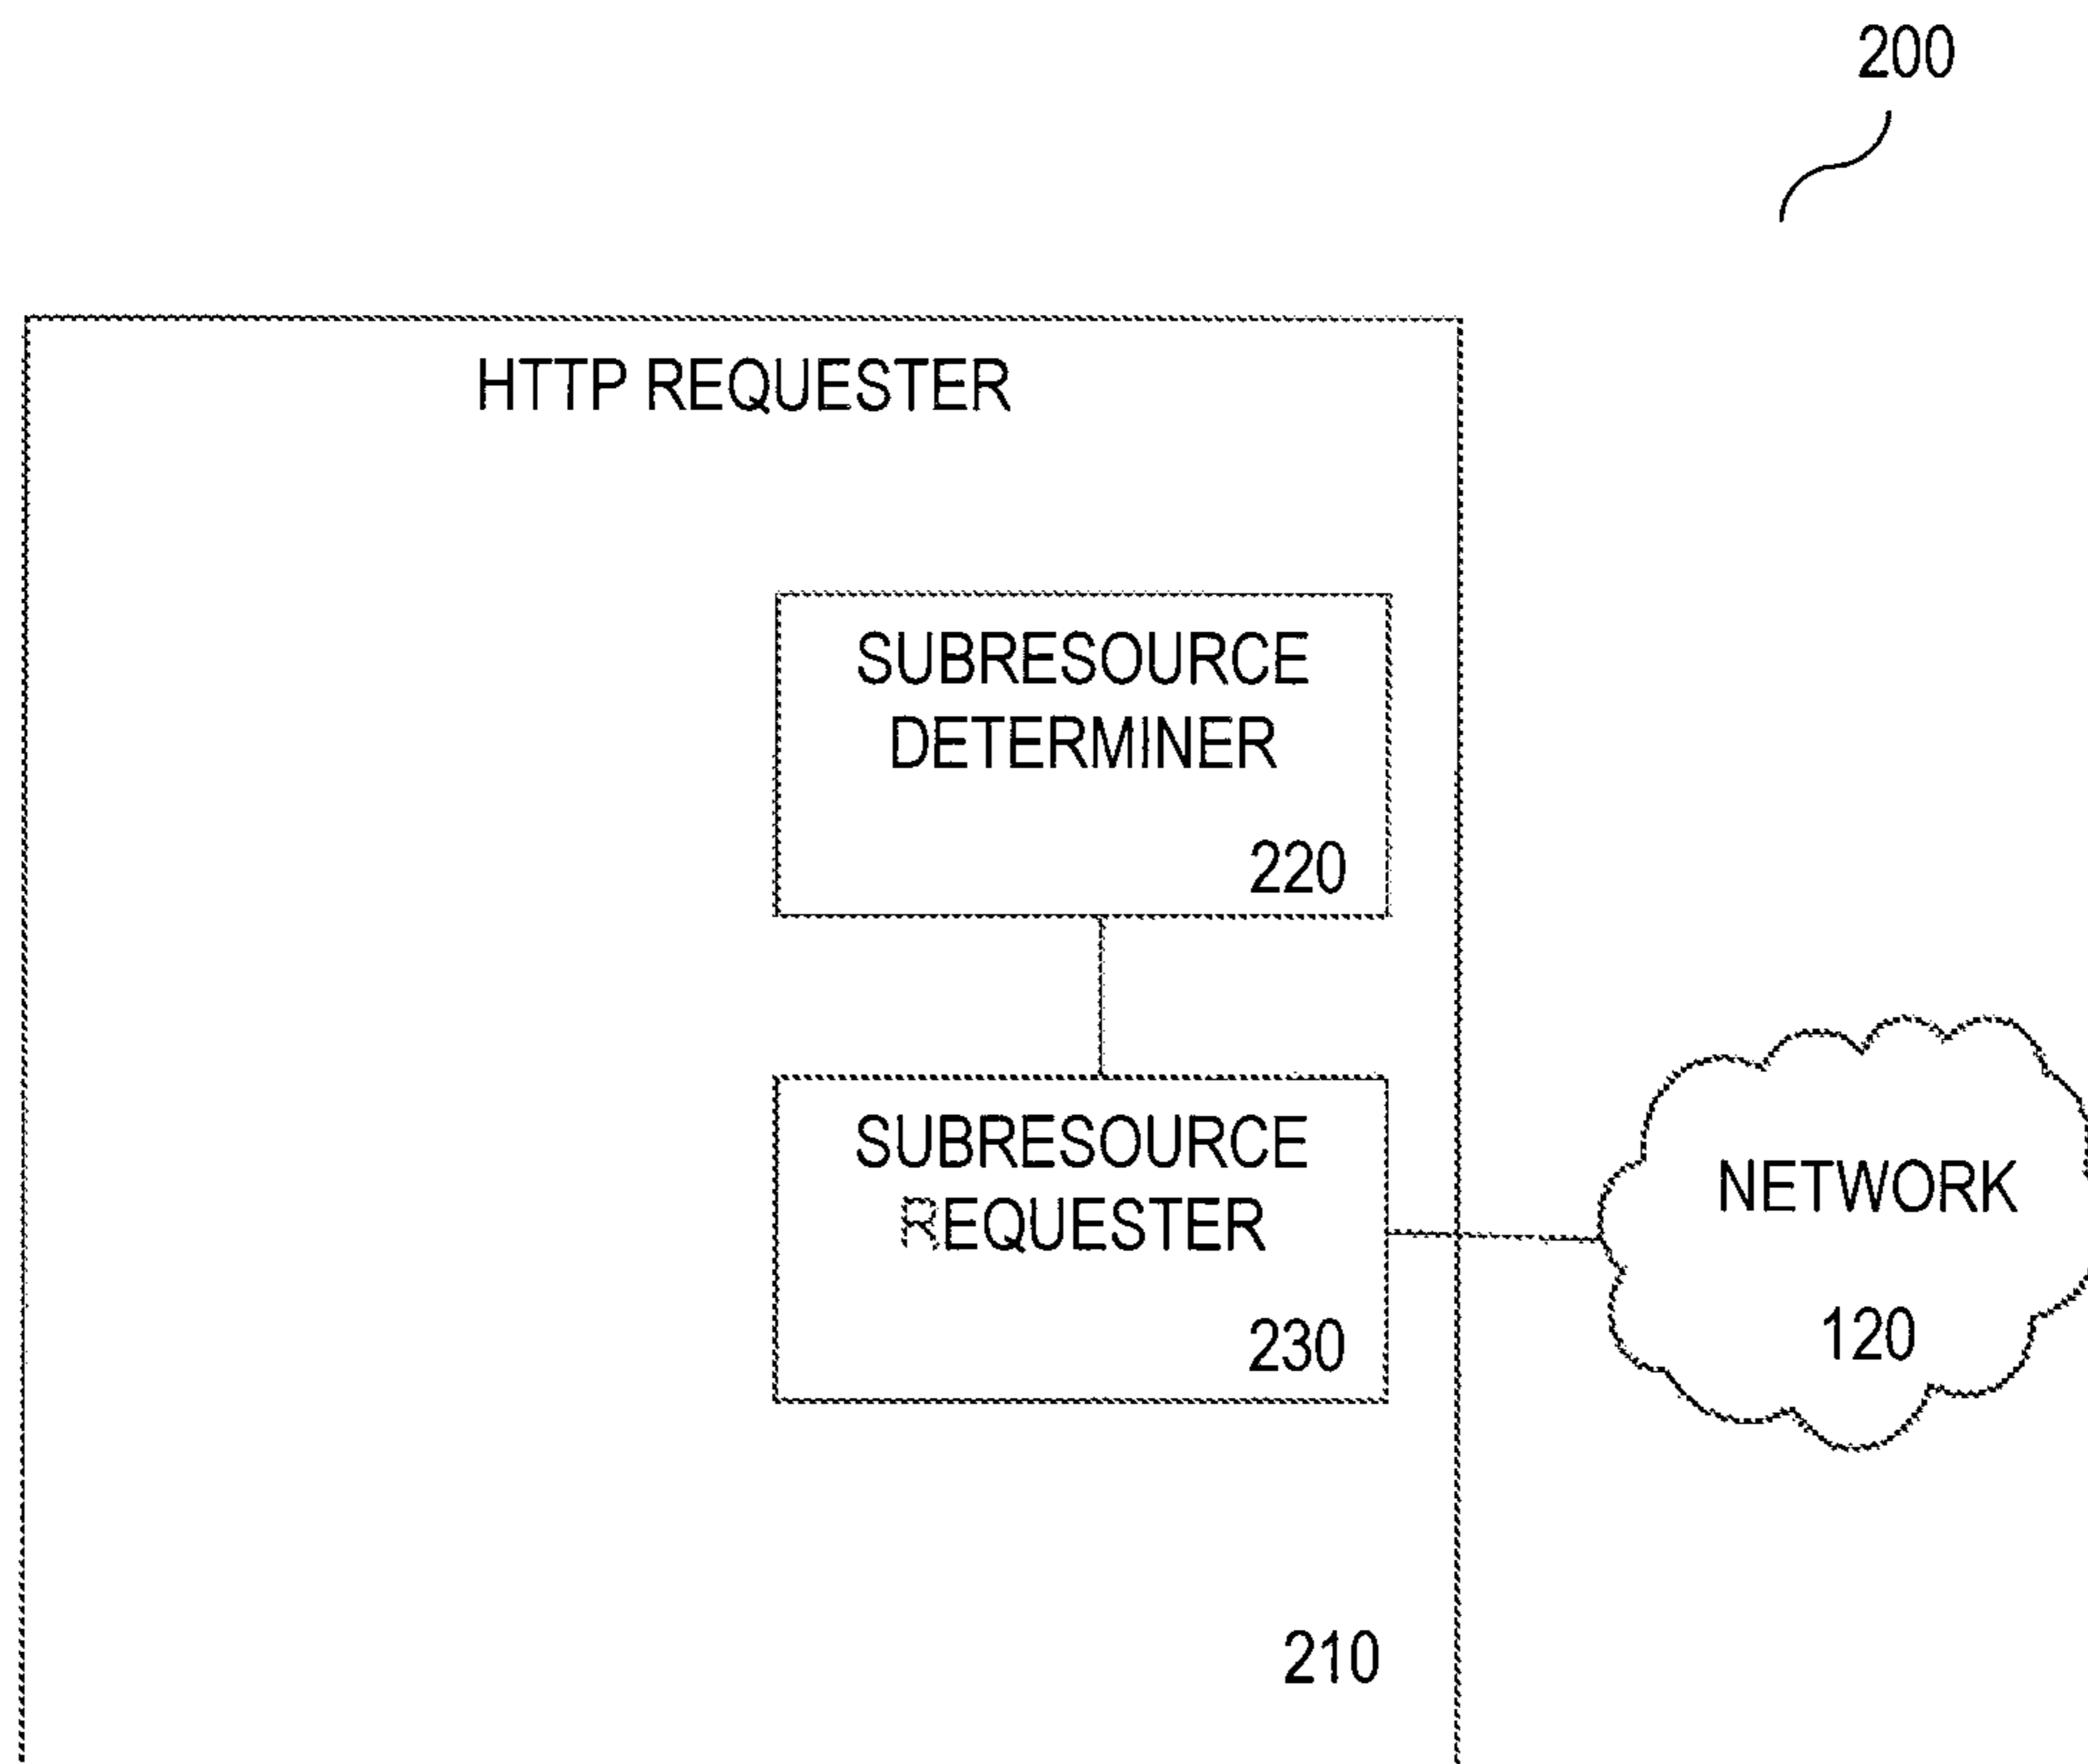 200
HTTP REQUESTER
SUBRESOURCE
DETERMINER
220
SUBRESOURCE
REQUESTER
230
NETWORK
120
210